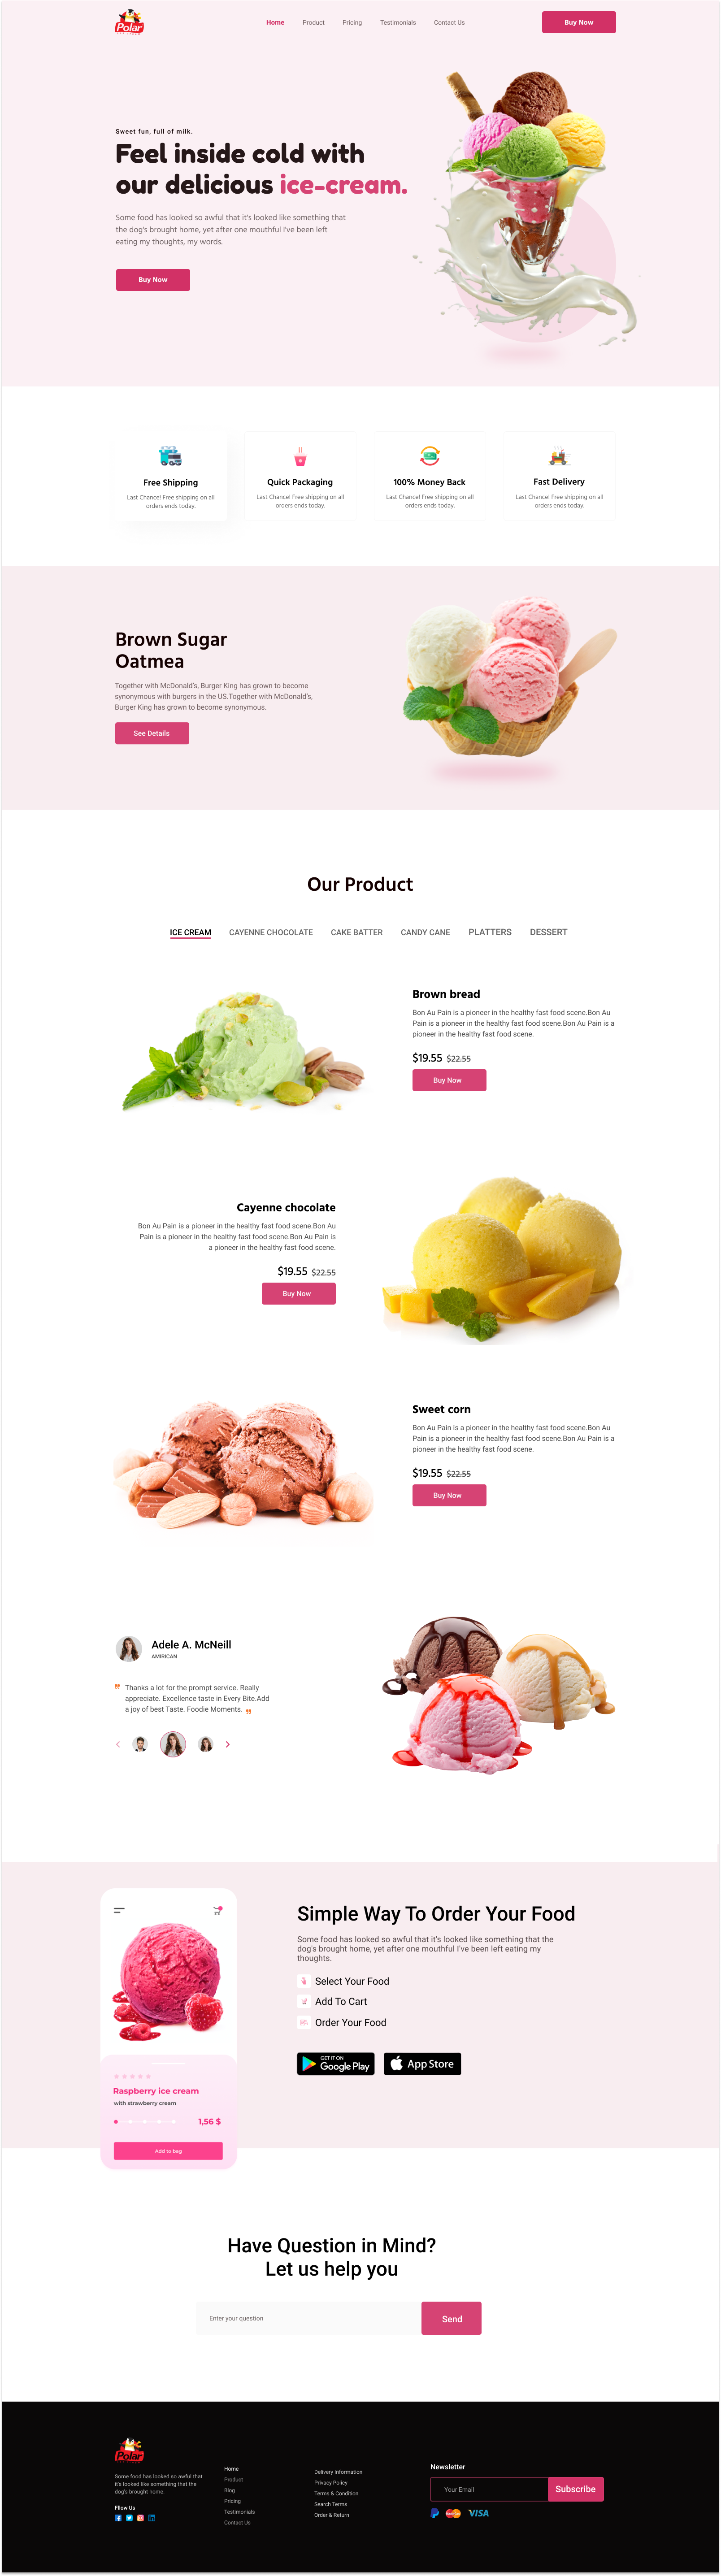 Polar
Home Product Pricing Testimonials Contact Us
Buy Now
Sweet fun, full of milk.
Feel inside cold with
our delicious ice-cream.
Some food has looked so awful that it's looked like something that
the dog's brought home, yet after one mouthful I've been left
eating my thoughts, my words.
Buy Now
Free Shipping
Last Chance! Free shipping on all
orders ends today.
Quick Packaging
Last Chance! Free shipping on all
orders ends today.
100% Money Back
Last Chance! Free shipping on all
orders ends today.
Fast Delivery
Last Chance! Free shipping on all
orders ends today.
Brown Sugar
Oatmea
Together with McDonald's, Burger King has grown to become
synonymous with burgers in the US.Together with McDonald's,
Burger King has grown to become synonymous.
See Details
Our Product
ICE CREAM CAYENNE CHOCOLATE CAKE BATTER CANDY CANE PLATTERS DESSERT
Brown bread
Bon Au Pain is a pioneer in the healthy fast food scene.Bon Au
Pain is a pioneer in the healthy fast food scene.Bon Au Pain is a
pioneer in the healthy fast food scene.
$19.55 $22.55
Buy Now
Cayenne chocolate
Bon Au Pain is a pioneer in the healthy fast food scene.Bon Au
Pain is a pioneer in the healthy fast food scene.Bon Au Pain is
a pioneer in the healthy fast food scene.
$19.55 $22.55
Buy Now
Sweet corn
Bon Au Pain is a pioneer in the healthy fast food scene.Bon Au
Pain is a pioneer in the healthy fast food scene.Bon Au Pain is a
pioneer in the healthy fast food scene.
$19.55 $22.55
Buy Now
Adele A. McNeill
AMIRICAN
Thanks a lot for the prompt service. Really
appreciate. Excellence taste in Every Bite.Add
a joy of best Taste. Foodie Moments.
Raspberry ice cream
with strawberry cream
1,56 $
Add to bag
Simple Way To Order Your Food
Some food has looked so awful that it's looked like something that the
dog's brought home, yet after one mouthful I've been left eating my
thoughts.
Select Your Food
Add To Cart
Order Your Food
GET IT ON
Google Play
App Store
Have Question in Mind?
Let us help you
Enter your question
Send
Polar
Some food has looked so awful that
it's looked like something that the
dog's brought home.
Fllow Us
Home
Product
Blog
Pricing
Testimonials
Contact Us
Delivery Information
Privacy Policy
Terms & Condition
Search Terms
Order & Return
Newsletter
Your Email
Subscribe
VISA